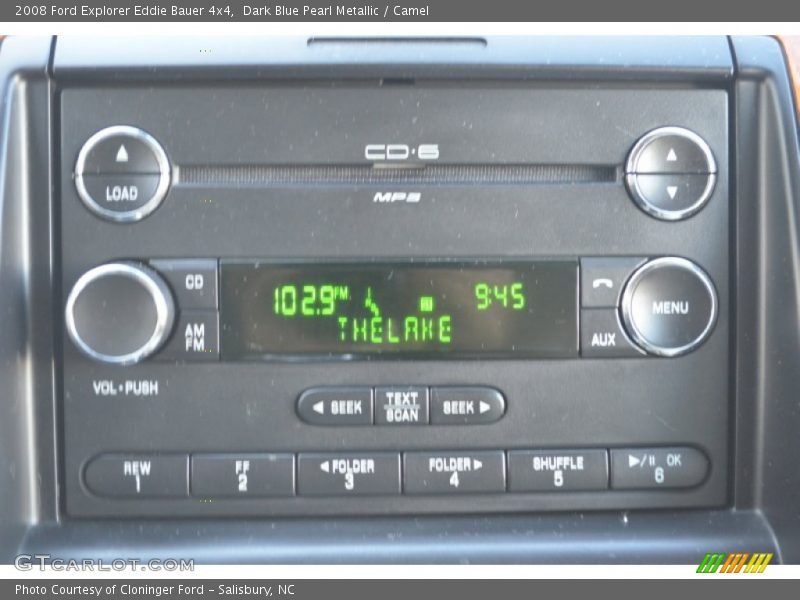 2008 Ford Explorer Eddie Bauer 4x4, Dark Blue Pearl Metallic / Camel
CD·6
LOAD
MP3
CD
102.9 FM
9:45
MENU
AM
FM
THELAKE
AUX
VOL·PUSH
SEEK
TEXT
SCAN
SEEK
REW
1
FF
2
FOLDER
3
FOLDER
4
SHUFFLE
5
OK
6
GTCARLOT.COM
Photo Courtesy of Cloninger Ford - Salisbury, NC